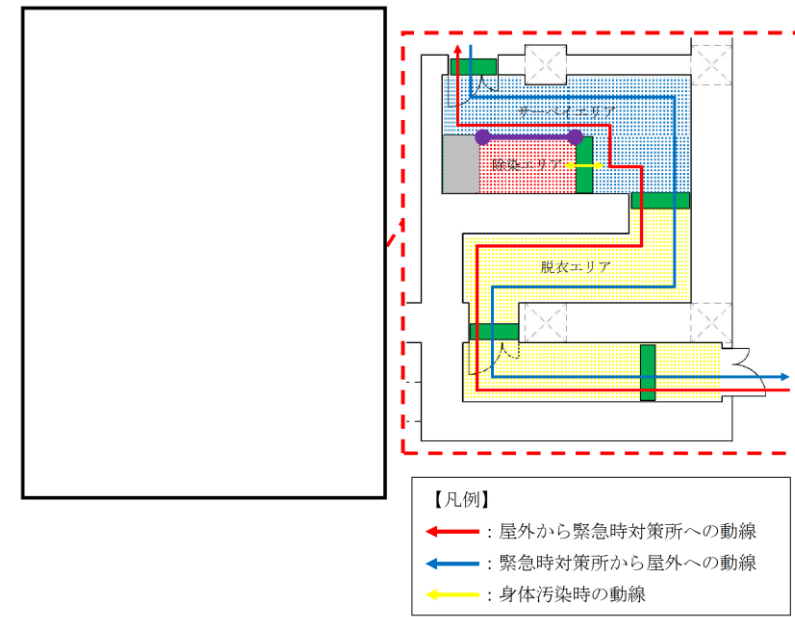 サーベイエリア
除染エリア
脱衣エリア
【凡例】
：屋外から緊急時対策所への動線
：緊急時対策所から屋外への動線
：身体汚染時の動線